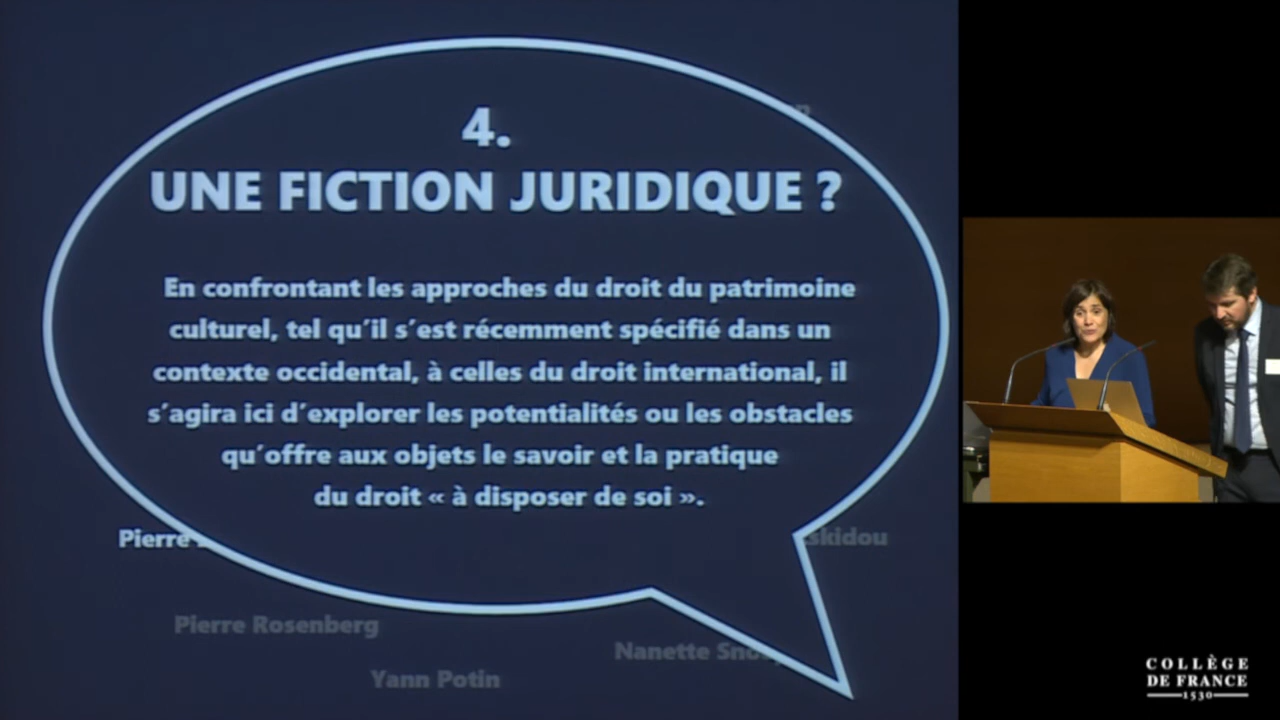 4.
UNE FICTION JURIDIQUE ?
En confrontant les approches du droit du patrimoine
culturel, tel qu’il s’est récemment spécifié dans un
contexte occidental, à celles du droit international, il
s’agira ici d’explorer les potentialités ou les obstacles
qu’offre aux objets le savoir et la pratique
du droit « à disposer de soi ».
Pierre
skidou
Pierre Rosenberg
Nanette
Yann Potin
COLLÈGE
DE FRANCE
1530